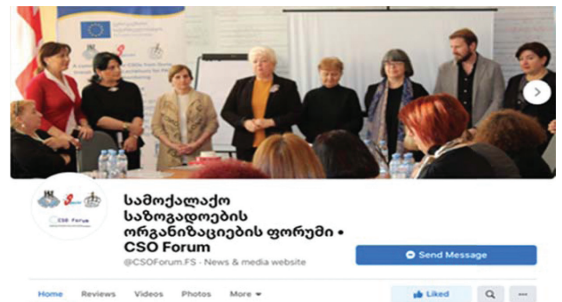 სამოქალაქო
საზოგადოების
ორგანიზაციების ფორუმი •
CSO Forum
@CSOForum.FS · News & media website
Send Message
CSO Forum
Home Reviews Videos Photos More
Liked